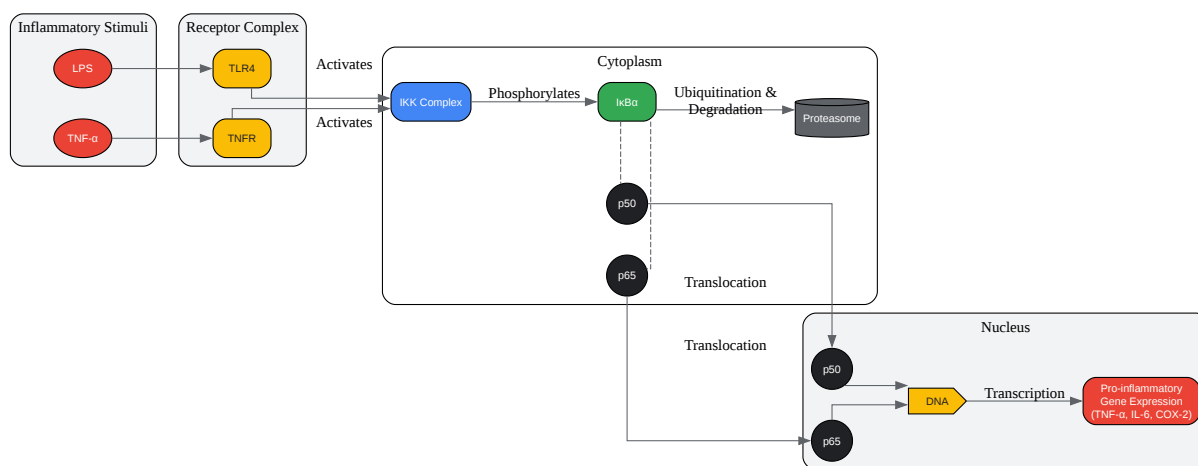 Inflammatory Stimuli
LPS
TNF-α
Receptor Complex
TLR4
TNFR
Activates
Activates
Cytoplasm
IKK Complex
Phosphorylates
IκBα
Ubiquitination &
Degradation
Proteasome
p50
p65
Translocation
Translocation
Nucleus
p50
p65
DNA
Transcription
Pro-inflammatory
Gene Expression
(TNF-α, IL-6, COX-2)